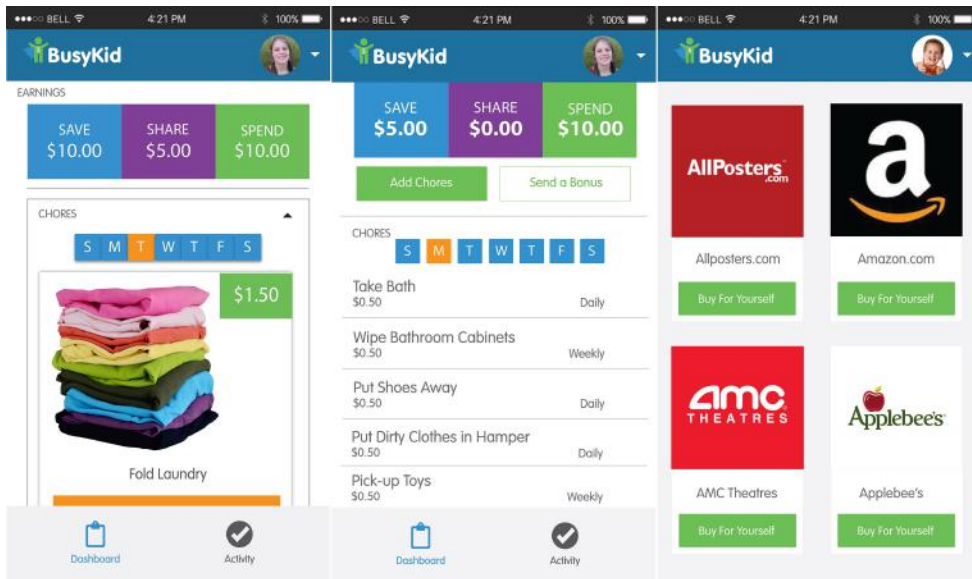 BELL 4:21 PM 100%
BusyKid
EARNINGS
SAVE SHARE SPEND
$10.00 $5.00 $10.00
CHORES
S M T W T F S
$1.50
Fold Laundry
Dashboard Activity
BELL 4:21 PM 100%
BusyKid
SAVE SHARE SPEND
$5.00 $0.00 $10.00
Add Chores Send a Bonus
CHORES
S M T W T F S
Take Bath
$0.50 Daily
Wipe Bathroom Cabinets
$0.50 Weekly
Put Shoes Away
$0.50 Daily
Put Dirty Clothes in Hamper
$0.50 Daily
Pick-up Toys
$0.50 Weekly
Dashboard Activity
BELL 4:21 PM 100%
BusyKid
AllPosters
.com
a
Allposters.com Amazon.com
Buy For Yourself Buy For Yourself
amc
THEATRES
Applebee's
AMC Theatres Applebee's
Buy For Yourself Buy For Yourself